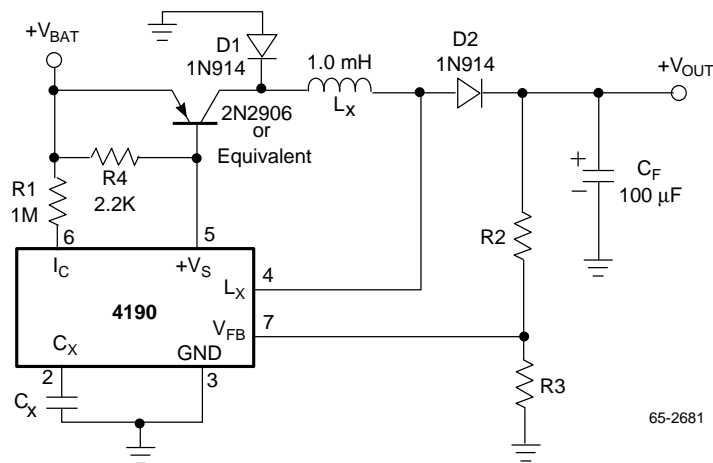 +VBAT
D1
1N914
1.0 mH
LX
D2
1N914
+VOUT
2N2906
or
Equivalent
R4
2.2K
R1
1M
+
−
CF
100 µF
R2
6
5
IC
+VS
4
LX
4190
7
VFB
CX
GND
2
3
Cx
R3
65-2681